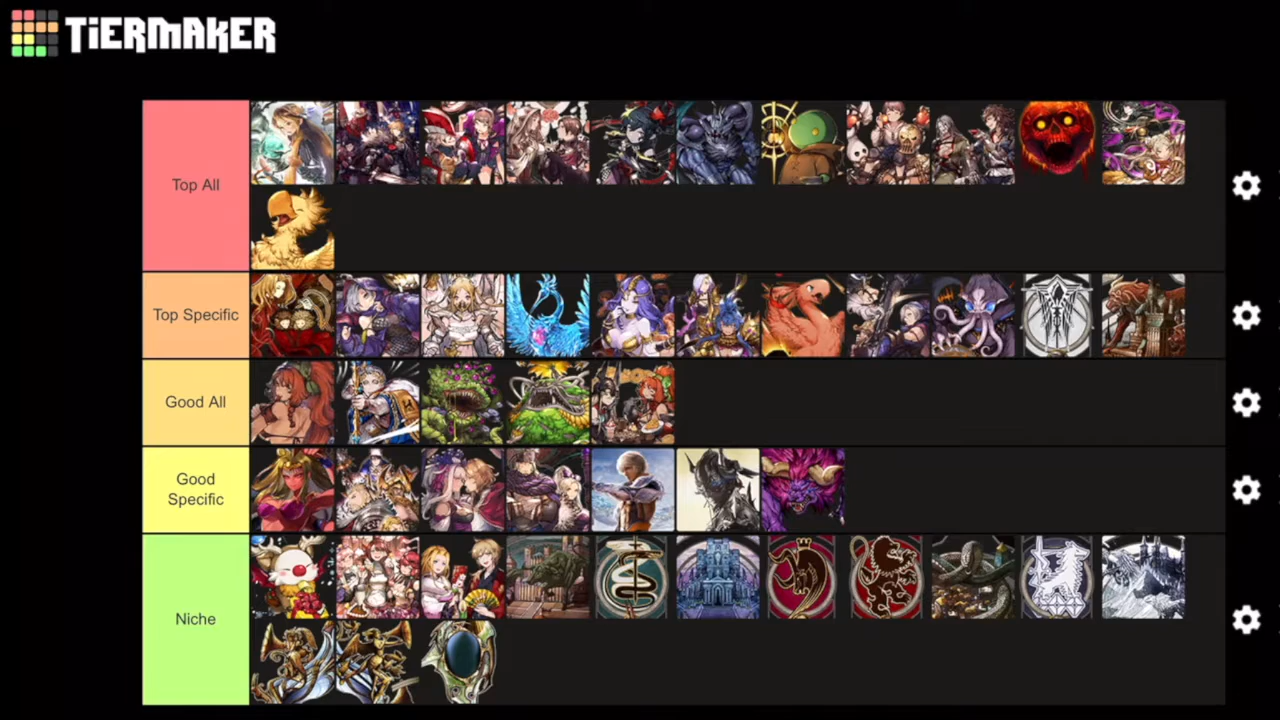 TiERMAKER
Top All
Top Specific
Good All
Good
Specific
Niche